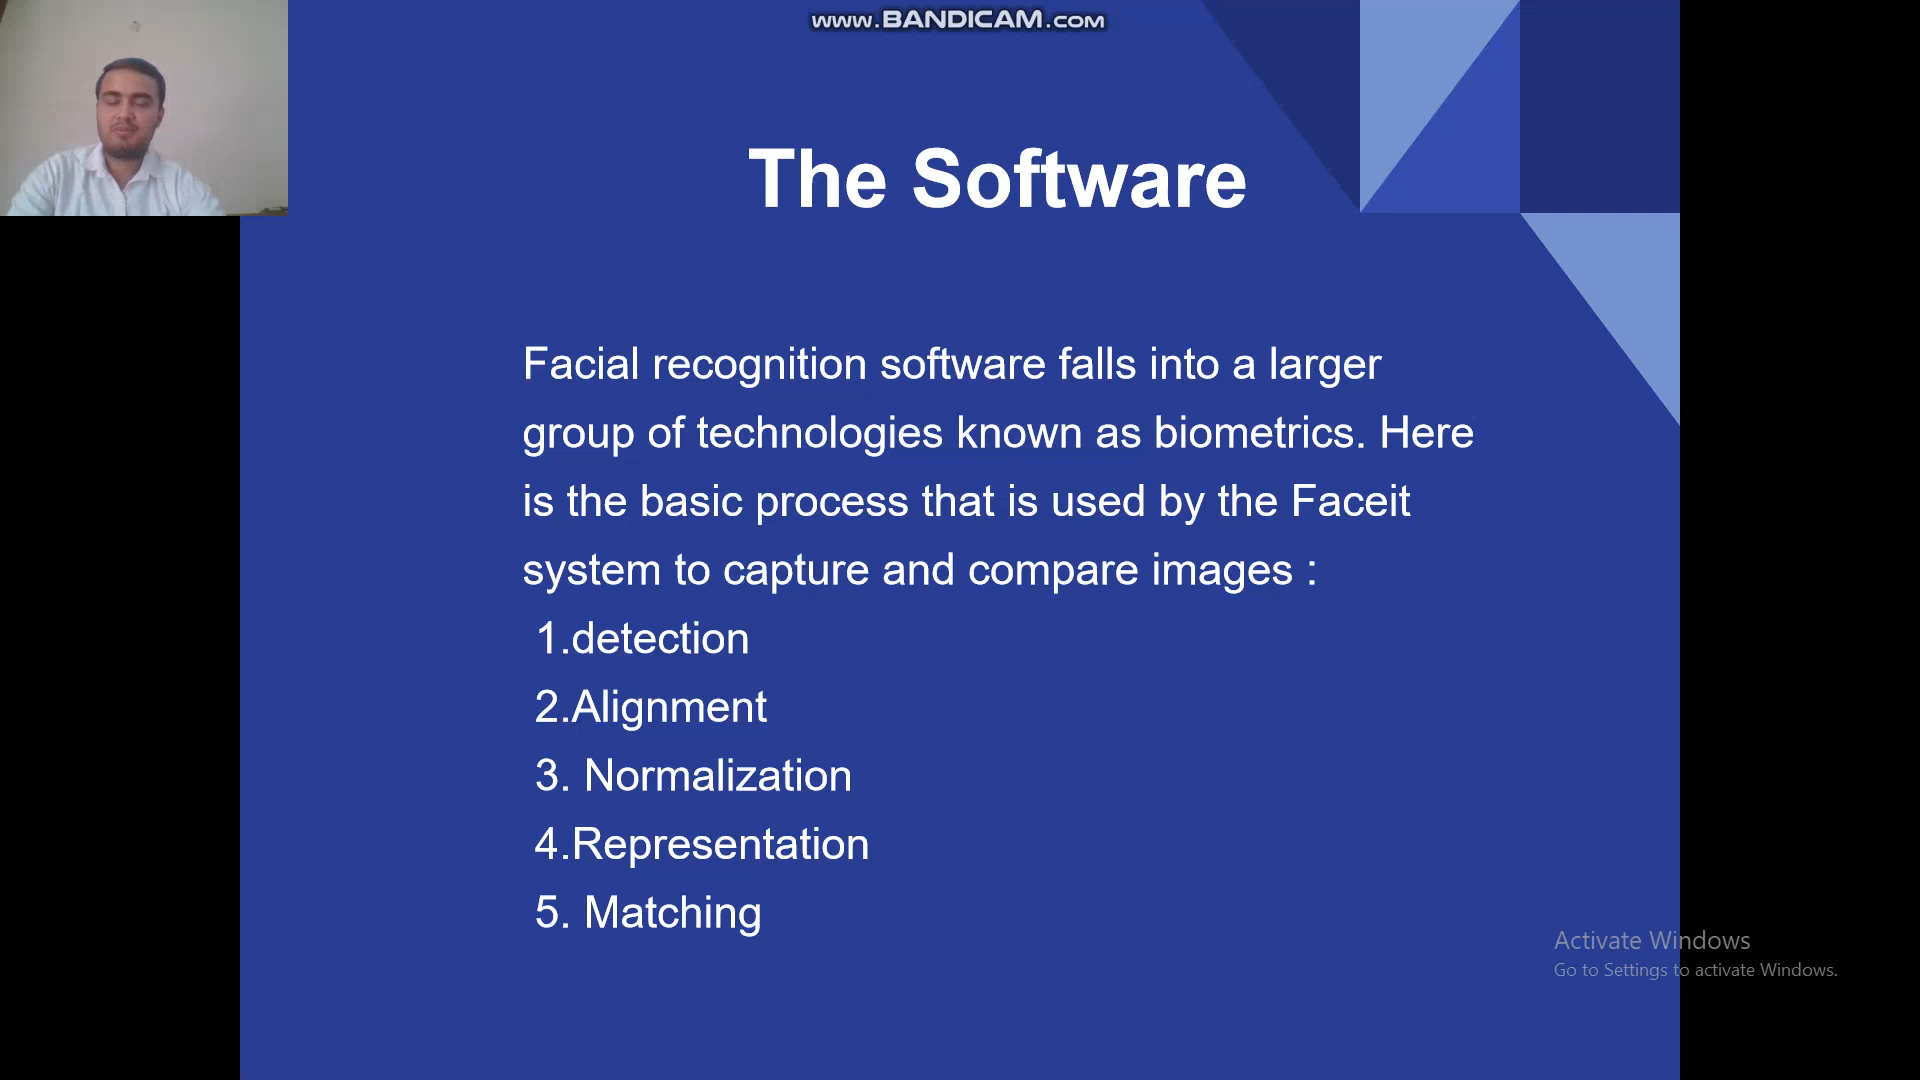 www.BANDICAM.com
The Software
Facial recognition software falls into a larger
group of technologies known as biometrics. Here
is the basic process that is used by the Faceit
system to capture and compare images :
1.detection
2.Alignment
3. Normalization
4.Representation
5. Matching
Activate Windows
Go to Settings to activate Windows.